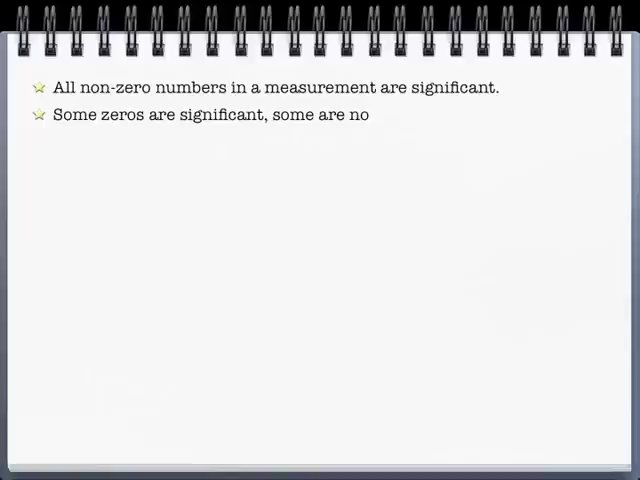 All non-zero numbers in a measurement are significant.
Some zeros are significant, some are no